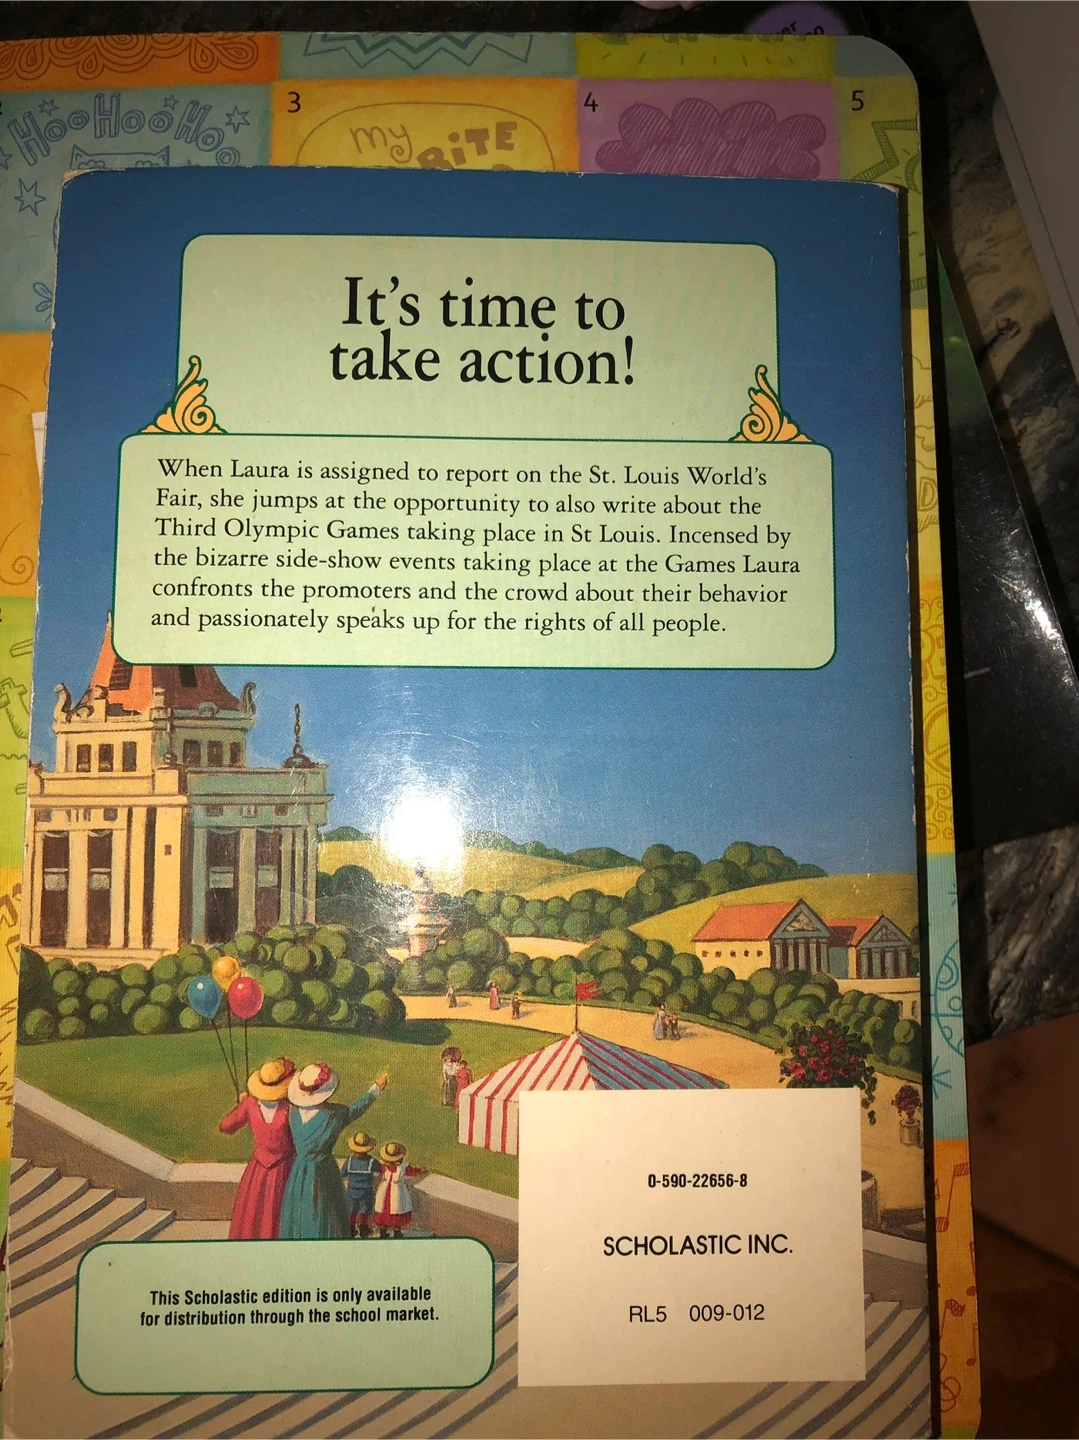 HooHooHo
3
4
5
my
BiTE
It's time to
take action!
When Laura is assigned to report on the St. Louis World's
Fair, she jumps at the opportunity to also write about the
Third Olympic Games taking place in St Louis. Incensed by
the bizarre side-show events taking place at the Games Laura
confronts the promoters and the crowd about their behavior
and passionately speaks up for the rights of all people.
0-590-22656-8
SCHOLASTIC INC.
RL5 009-012
This Scholastic edition is only available
for distribution through the school market.